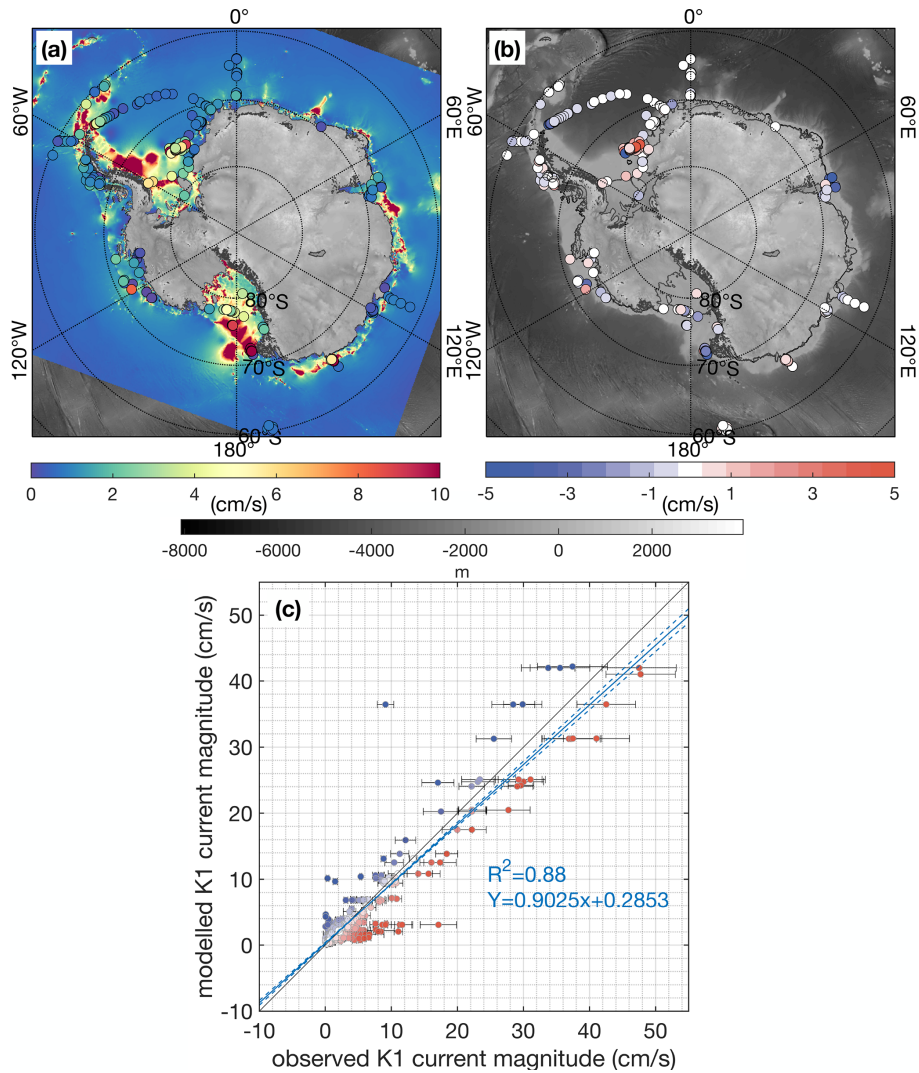 0°
0°
(a)
(b)
60°W
60°E
60°W
60°E
80°S
80°S
120°W
120°E
120°W
120°E
70°S
70°S
60°S
60°S
180°
180°
0 2 4 6 8 10
(cm/s)
-5 -3 -1 1 3 5
(cm/s)
-8000 -6000 -4000 -2000 0 2000
m
(c)
50
40
30
20
10
0
-10
modelled K1 current magnitude (cm/s)
R²=0.88
Y=0.9025x+0.2853
-10 0 10 20 30 40 50
observed K1 current magnitude (cm/s)